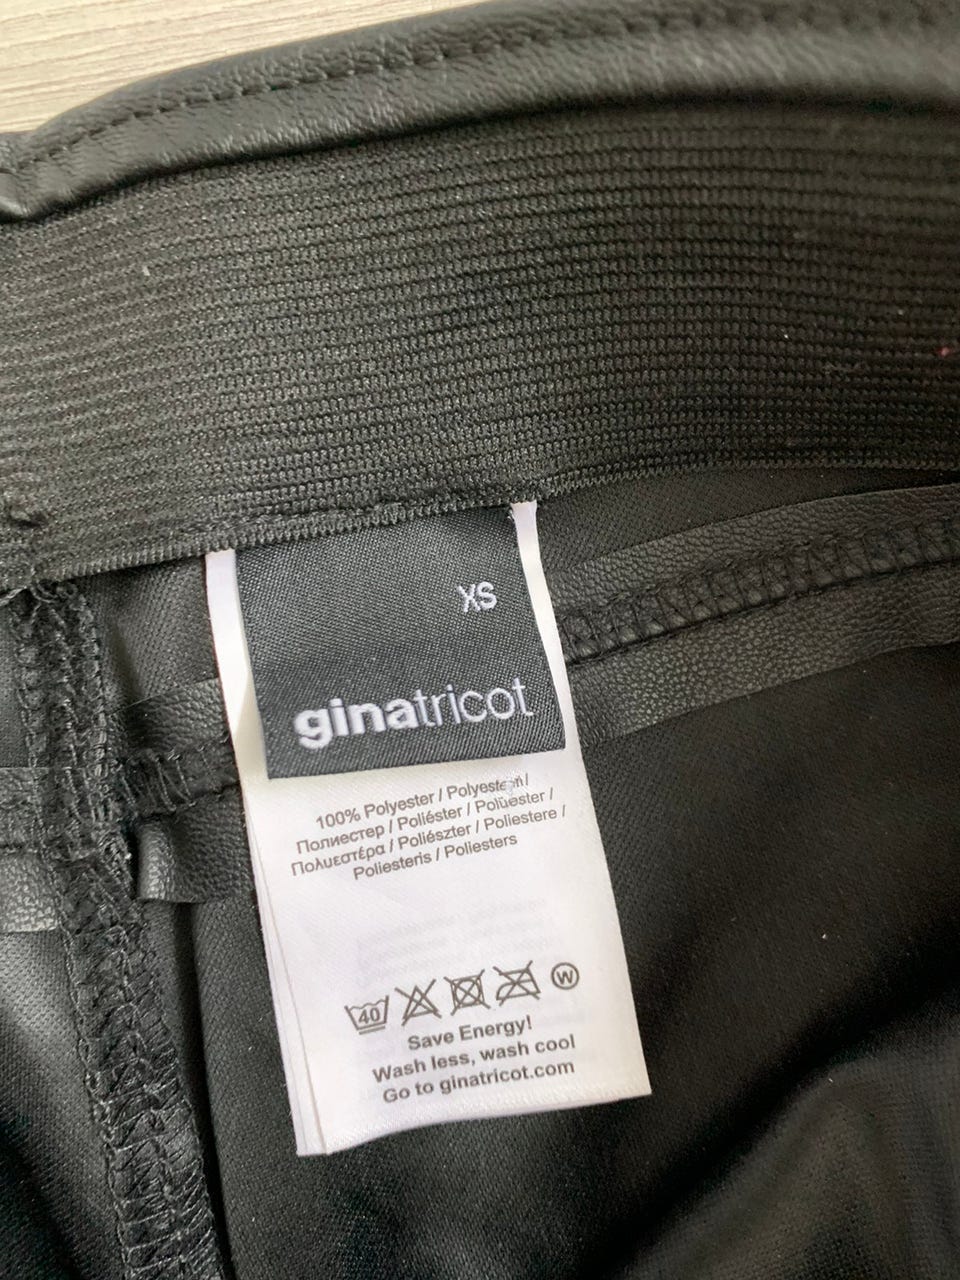 XS
ginatricot
100% Polyester / Polyester /
Полиестер / Poliéster / Poliüester /
Πολυεστέρα / Poliészter / Poliestere /
Poliesteris / Poliesters
40 W
Save Energy!
Wash less, wash cool
Go to ginatricot.com